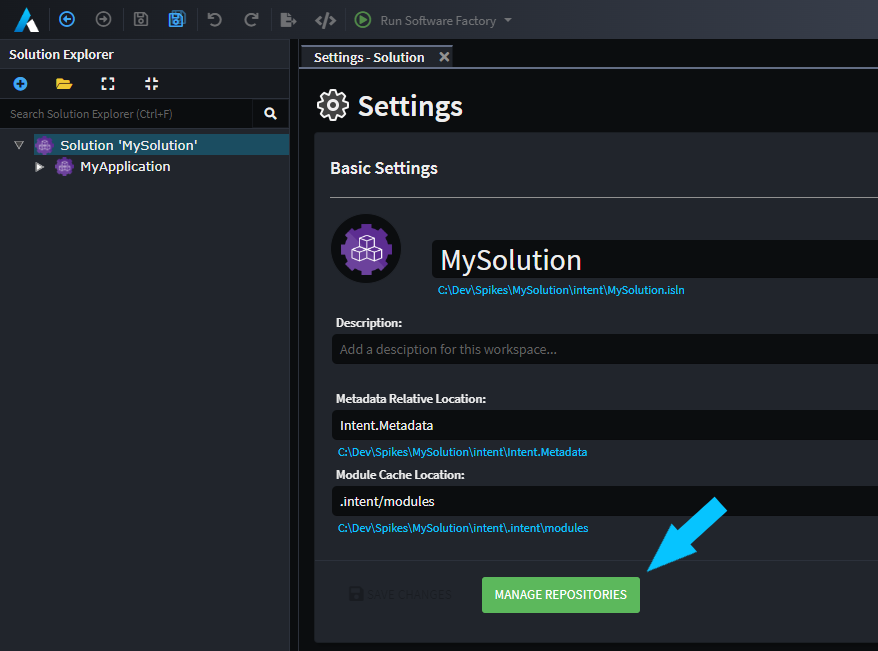 Run Software Factory
Solution Explorer
Settings - Solution
Search Solution Explorer (Ctrl+F)
Solution 'MySolution'
MyApplication
Settings
Basic Settings
MySolution
C:\Dev\Spikes\MySolution\intent\MySolution.isln
Description:
Add a desciption for this workspace...
Metadata Relative Location:
Intent.Metadata
C:\Dev\Spikes\MySolution\intent\Intent.Metadata
Module Cache Location:
.intent/modules
C:\Dev\Spikes\MySolution\intent\.intent\modules
SAVE CHANGES
MANAGE REPOSITORIES